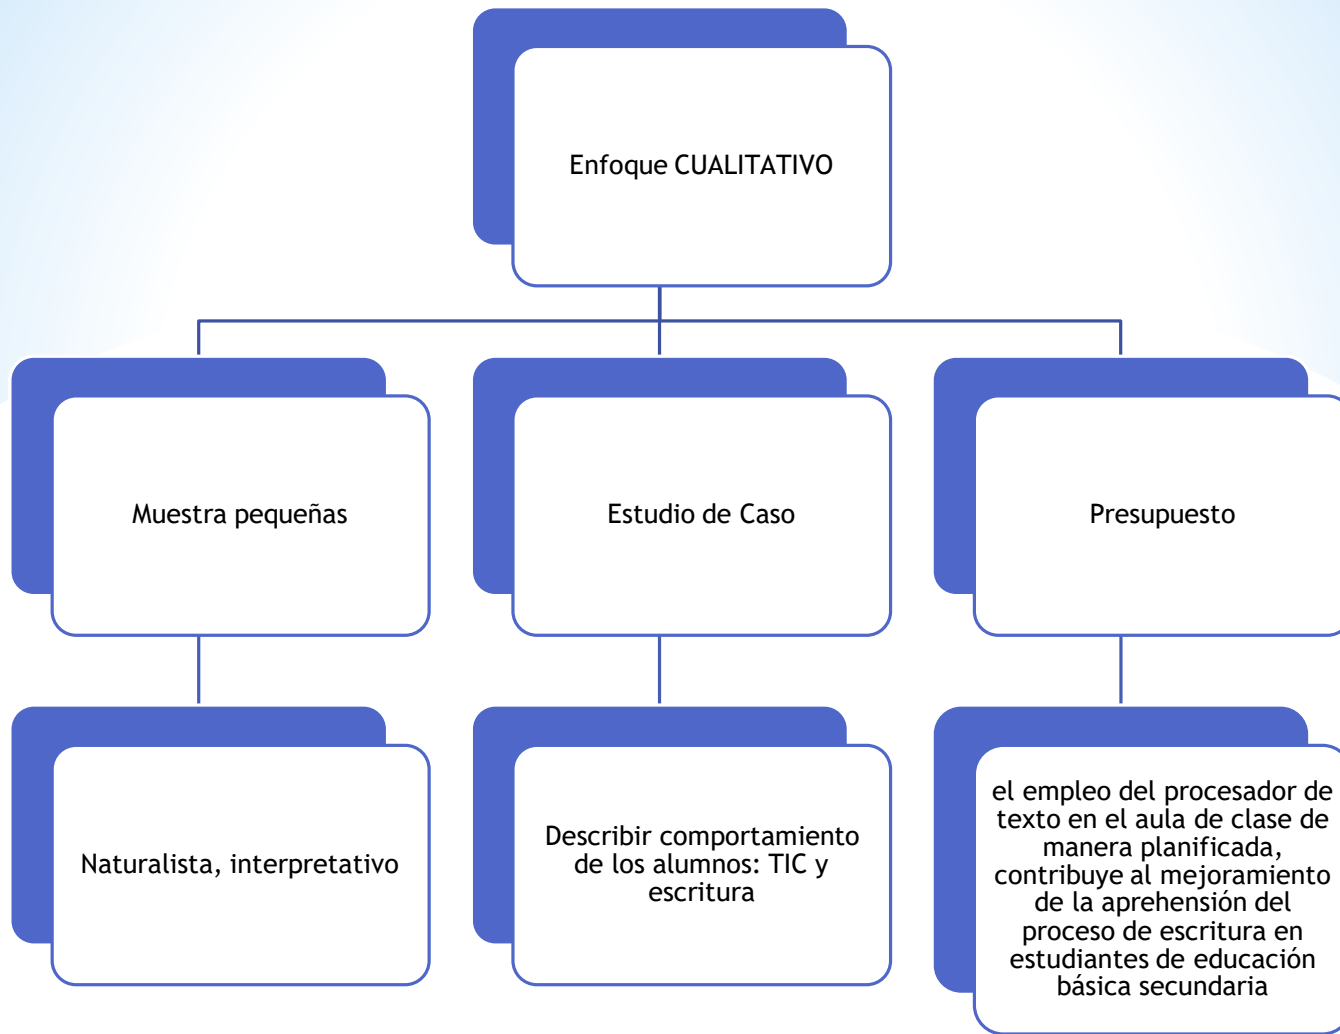 Enfoque CUALITATIVO
Muestra pequeñas
Estudio de Caso
Presupuesto
Naturalista, interpretativo
Describir comportamiento
de los alumnos: TIC y
escritura
el empleo del procesador de
texto en el aula de clase de
manera planificada,
contribuye al mejoramiento
de la aprehensión del
proceso de escritura en
estudiantes de educación
básica secundaria